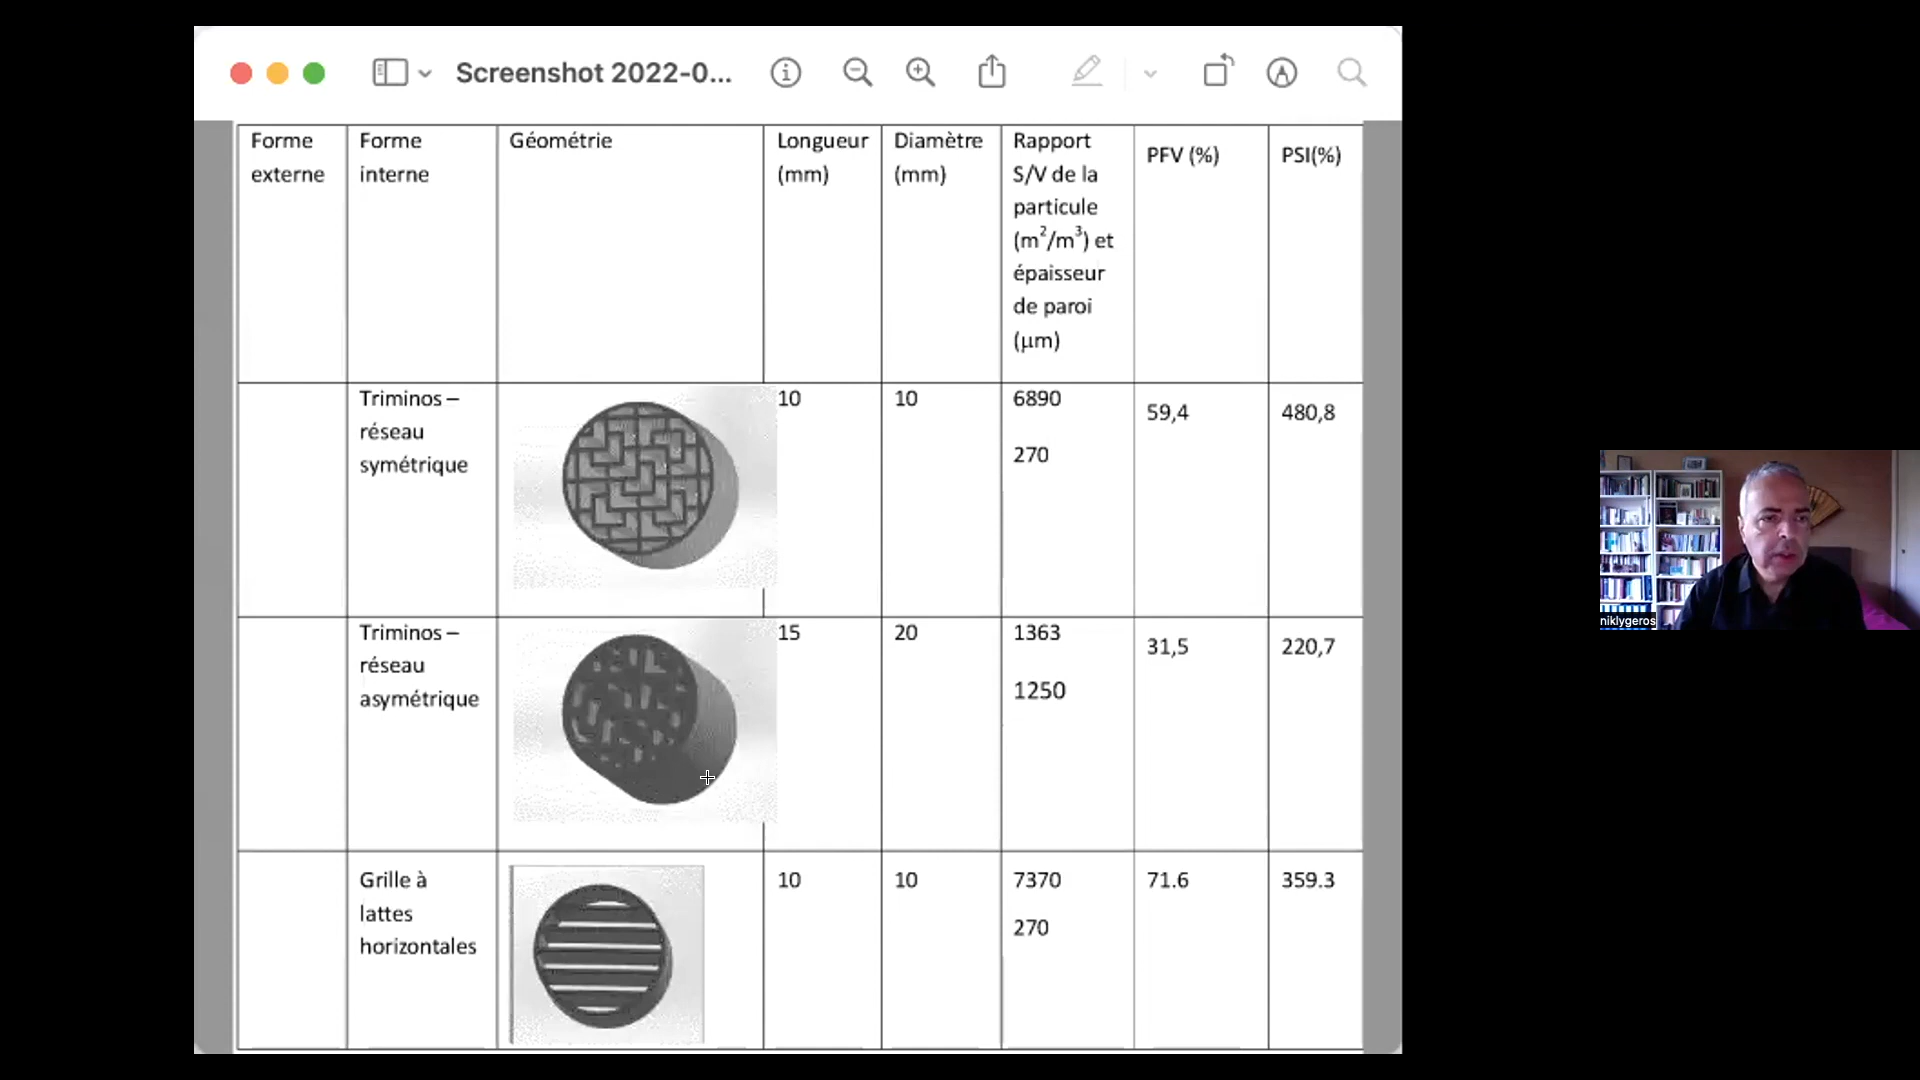 Screenshot 2022-0...
Forme externe
Forme interne
Géométrie
Longueur (mm)
Diamètre (mm)
Rapport S/V de la particule (m²/m³) et épaisseur de paroi (µm)
PFV (%)
PSI(%)
Triminos – réseau symétrique
10
10
6890
270
59,4
480,8
Triminos – réseau asymétrique
15
20
1363
1250
31,5
220,7
Grille à lattes horizontales
10
10
7370
270
71.6
359.3
niklygeros